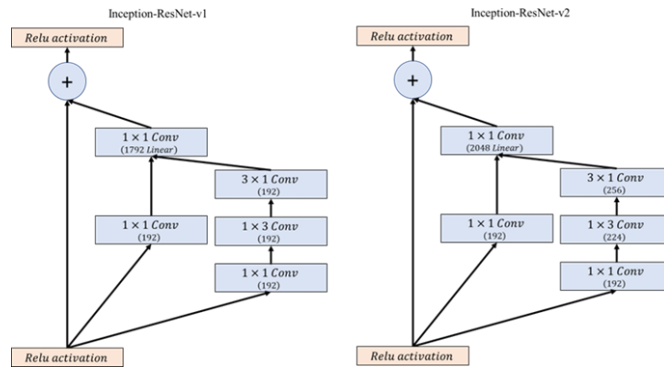 Inception-ResNet-v1
Relu activation
+
1 × 1 Conv
(1792 Linear)
3 × 1 Conv
(192)
1 × 1 Conv
(192)
1 × 3 Conv
(192)
1 × 1 Conv
(192)
Relu activation
Inception-ResNet-v2
Relu activation
+
1 × 1 Conv
(2048 Linear)
3 × 1 Conv
(256)
1 × 1 Conv
(192)
1 × 3 Conv
(224)
1 × 1 Conv
(192)
Relu activation